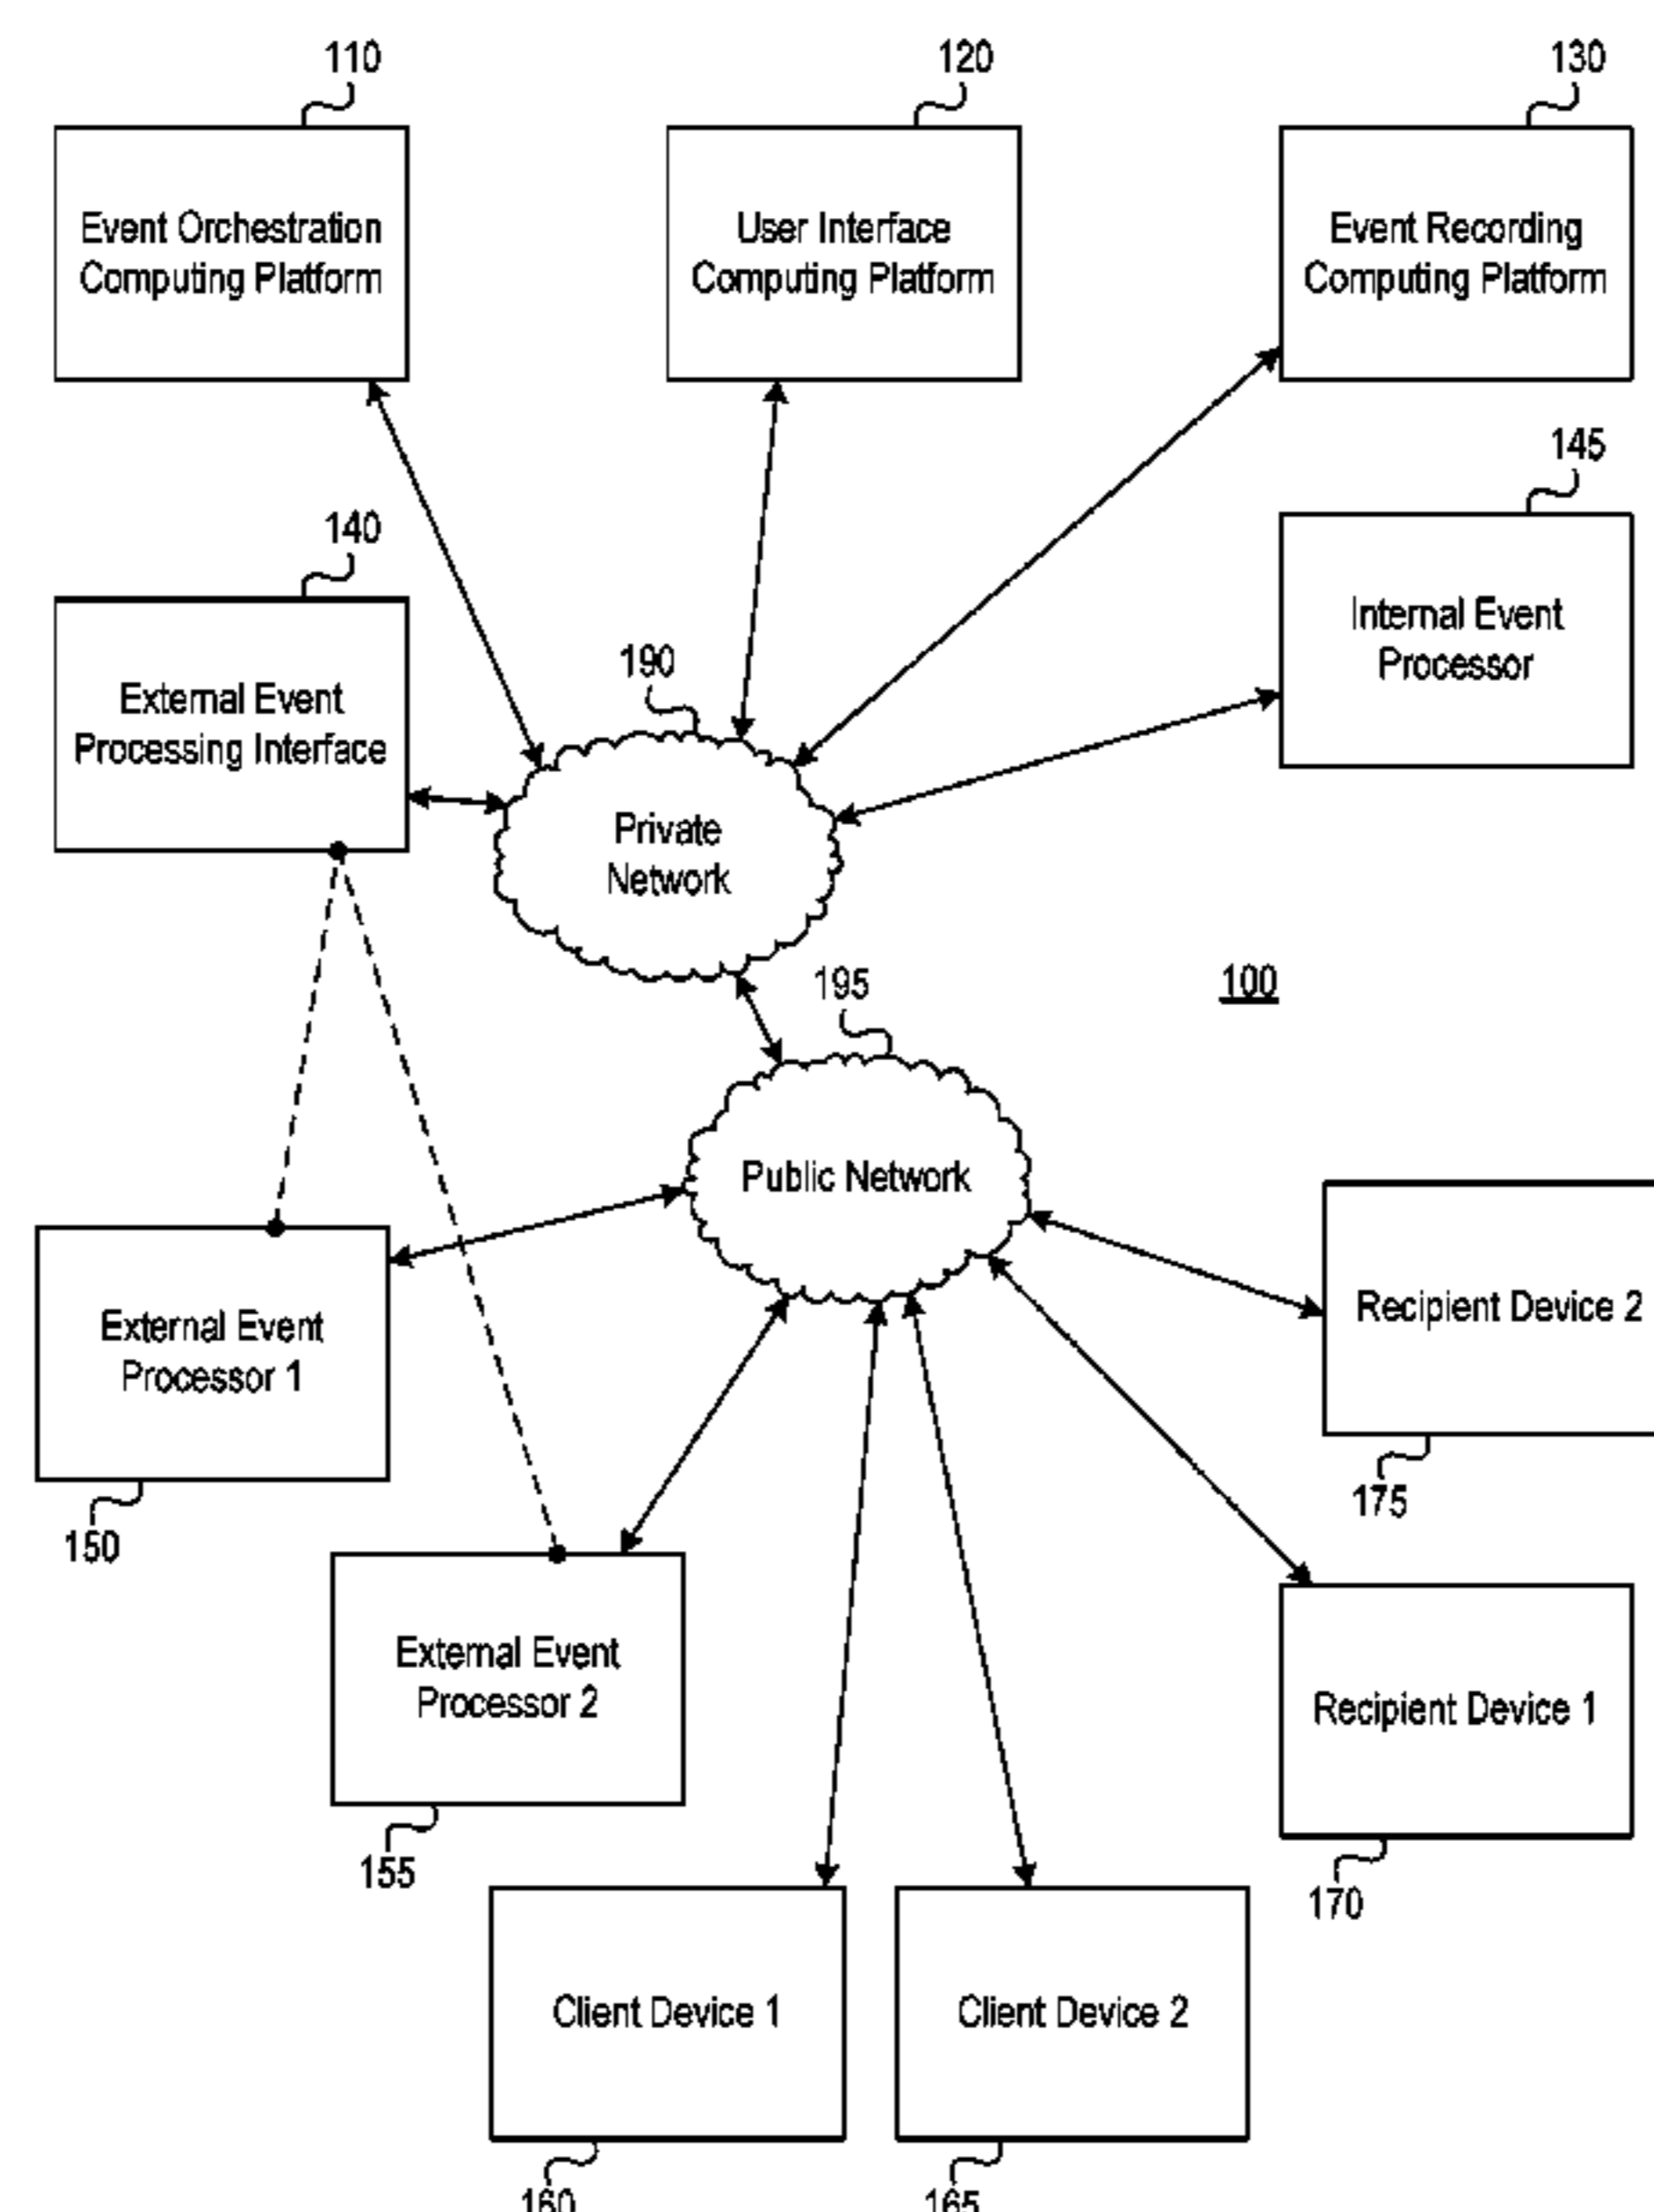 110
120
130
Event Orchestration
Computing Platform
User Interface
Computing Platform
Event Recording
Computing Platform
145
140
Internal Event
Processor
190
External Event
Processing Interface
Private
Network
195
100
Public Network
External Event
Processor 1
Recipient Device 2
175
150
External Event
Processor 2
Recipient Device 1
155
170
Client Device 1
Client Device 2
160
165